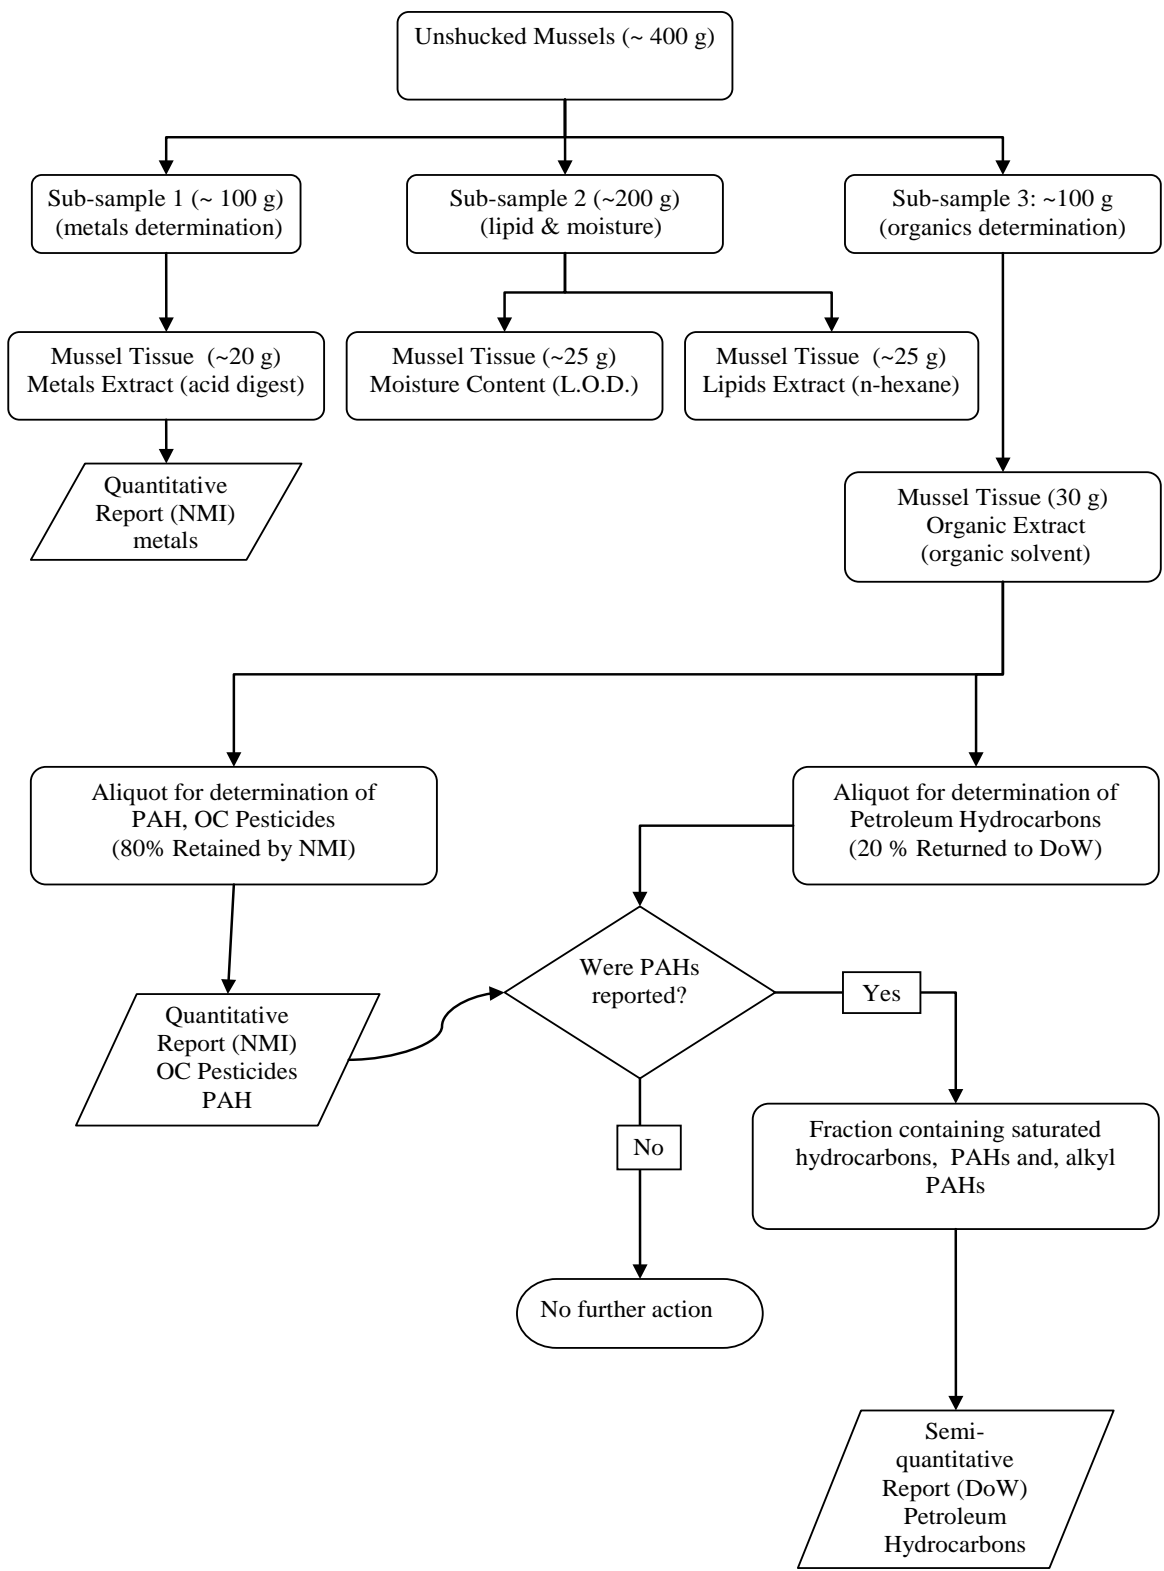 Unshucked Mussels (~ 400 g)
Sub-sample 1 (~ 100 g)
(metals determination)
Sub-sample 2 (~200 g)
(lipid & moisture)
Sub-sample 3: ~100 g
(organics determination)
Mussel Tissue (~20 g)
Metals Extract (acid digest)
Mussel Tissue (~25 g)
Moisture Content (L.O.D.)
Mussel Tissue (~25 g)
Lipids Extract (n-hexane)
Quantitative
Report (NMI)
metals
Mussel Tissue (30 g)
Organic Extract
(organic solvent)
Aliquot for determination of
PAH, OC Pesticides
(80% Retained by NMI)
Aliquot for determination of
Petroleum Hydrocarbons
(20 % Returned to DoW)
Were PAHs
reported?
Yes
Quantitative
Report (NMI)
OC Pesticides
PAH
No
Fraction containing saturated
hydrocarbons, PAHs and, alkyl
PAHs
No further action
Semi-
quantitative
Report (DoW)
Petroleum
Hydrocarbons